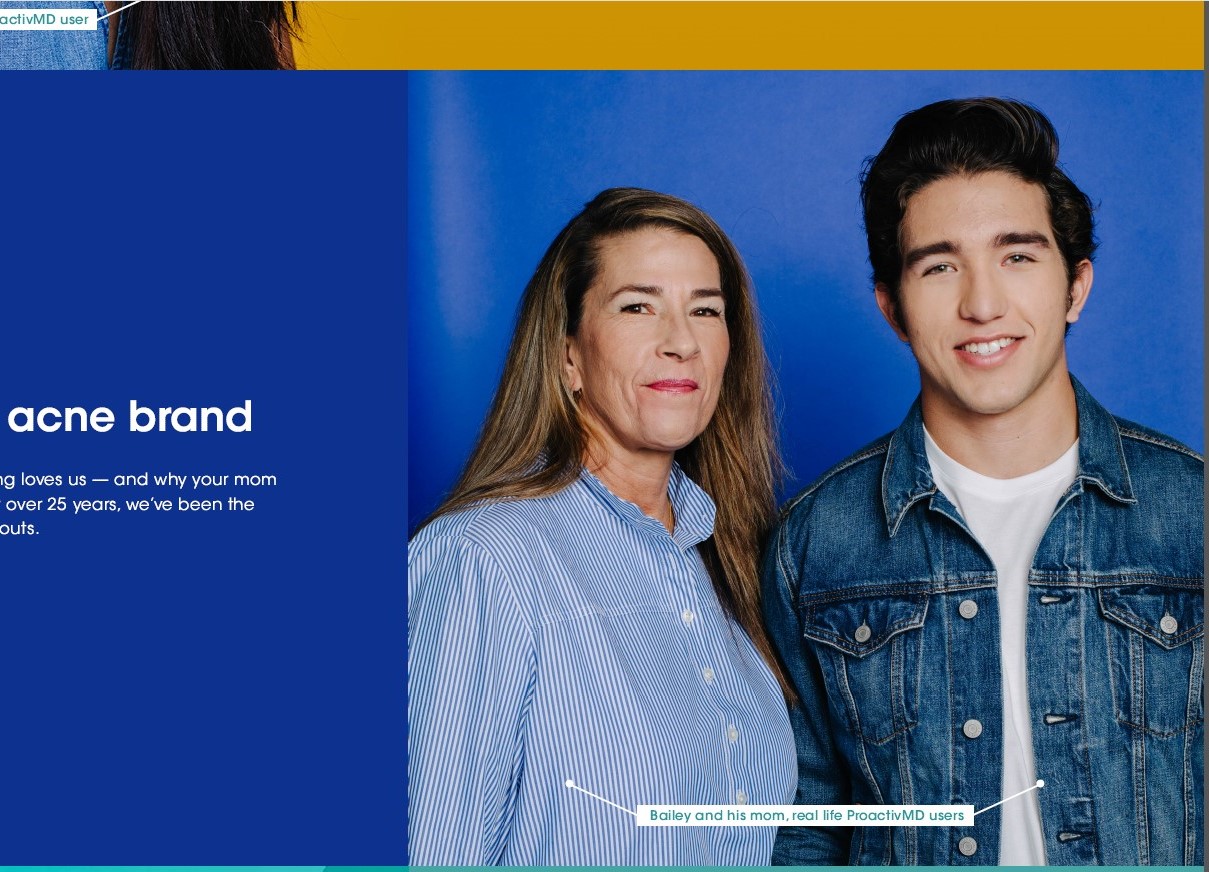 activMD user
acne brand
ng loves us — and why your mom
over 25 years, we've been the
outs.
Bailey and his mom, real life ProactivMD users